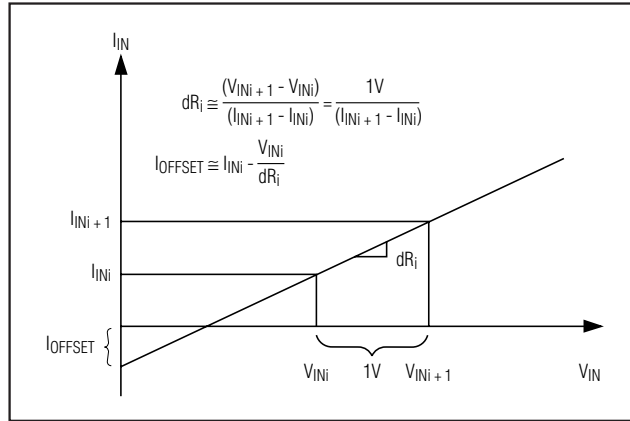 I_IN
dR_i ≅ (V_INi + 1 - V_INi) / (I_INi + 1 - I_INi) = 1V / (I_INi + 1 - I_INi)
I_OFFSET ≅ I_INi - V_INi / dR_i
I_INi + 1
I_INi
dR_i
I_OFFSET
V_INi 1V V_INi + 1 V_IN